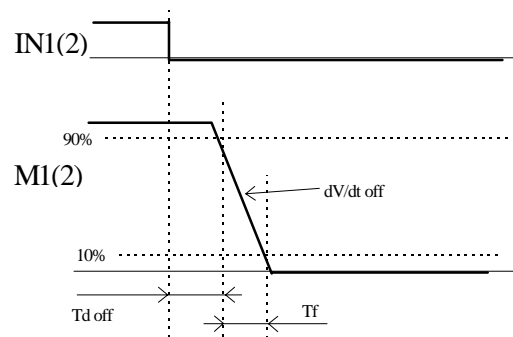 IN1(2)
90%
M1(2)
dV/dt off
10%
Td off
Tf